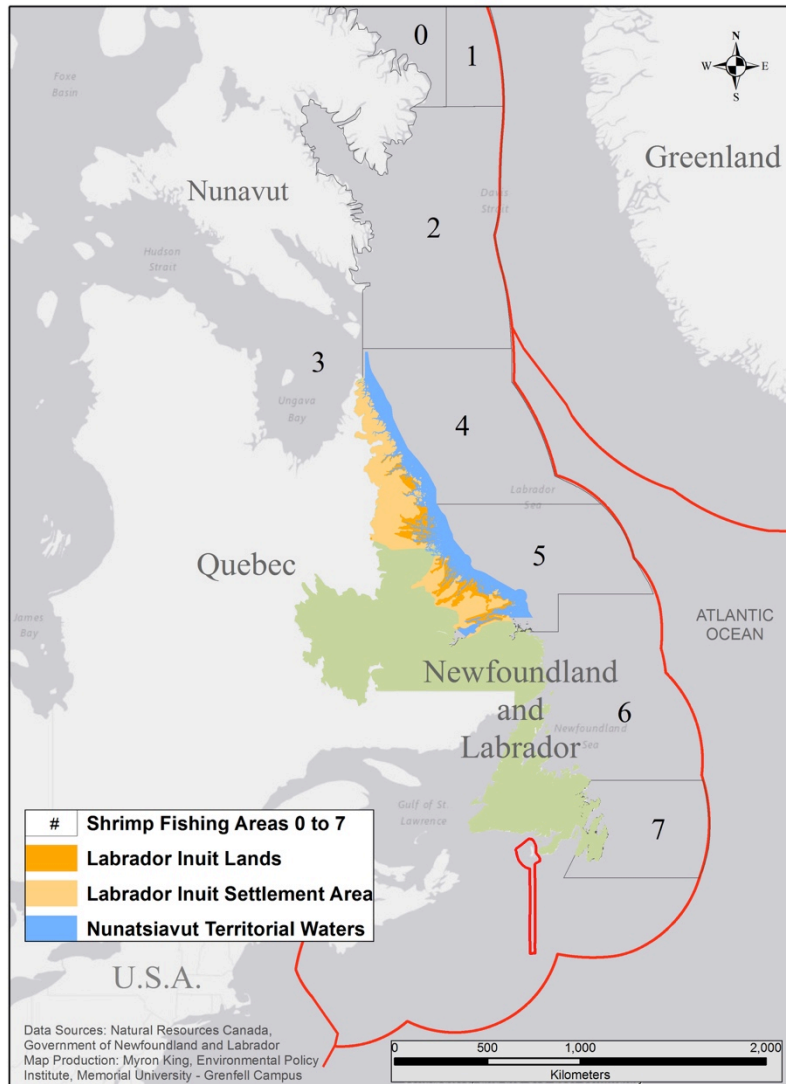 0
1
N
W E
S
Foxe
Basin
Greenland
Nunavut
Davis
Strait
2
Hudson
Strait
3
Ungava
Bay
4
Labrador
Sea
5
Quebec
James
Bay
ATLANTIC
OCEAN
Newfoundland
and
Labrador
6
Newfoundland
Sea
Gulf of St.
Lawrence
7
# Shrimp Fishing Areas 0 to 7
Labrador Inuit Lands
Labrador Inuit Settlement Area
Nunatsiavut Territorial Waters
U.S.A.
Data Sources: Natural Resources Canada,
Government of Newfoundland and Labrador
Map Production: Myron King, Environmental Policy
Institute, Memorial University - Grenfell Campus
0 500 1,000 2,000
Kilometers